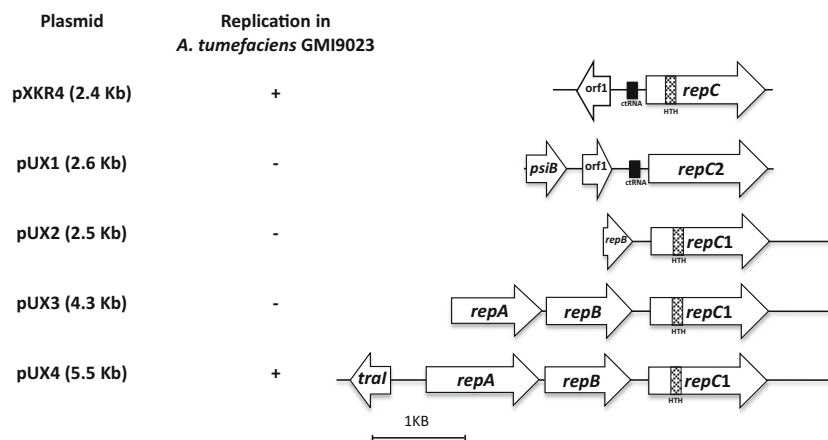 Plasmid Replication in
A. tumefaciens GMI9023
pXKR4 (2.4 Kb) + orf1 ctRNA HTH repC
pUX1 (2.6 Kb) - psiB orf1 ctRNA repC2
pUX2 (2.5 Kb) - repB HTH repC1
pUX3 (4.3 Kb) - repA repB HTH repC1
pUX4 (5.5 Kb) + traI repA repB HTH repC1
1KB